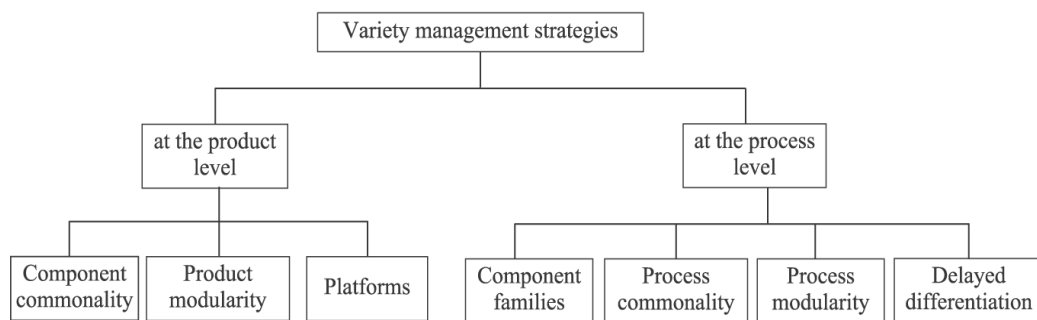 Variety management strategies
at the product
level
at the process
level
Component
commonality
Product
modularity
Platforms
Component
families
Process
commonality
Process
modularity
Delayed
differentiation